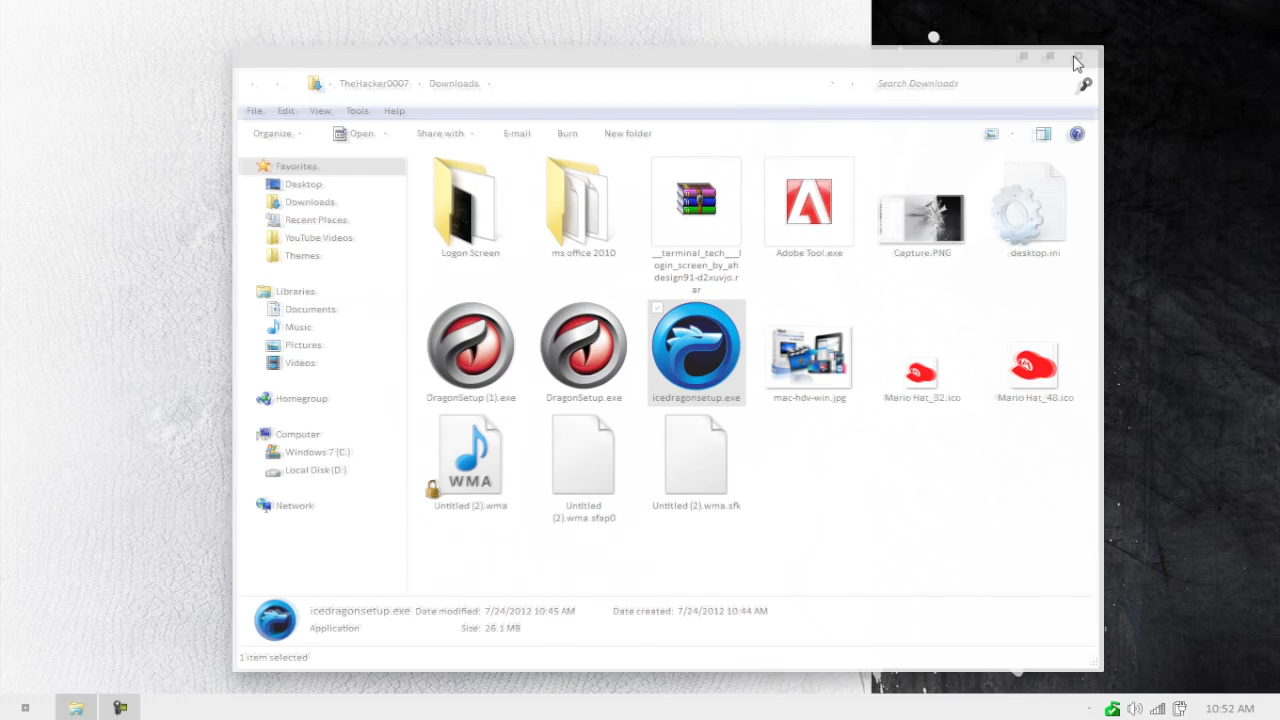 TheHacker0007 Downloads
Search Downloads
File Edit View Tools Help
Organize Open Share with E-mail Burn New folder
Favorites
Desktop
Downloads
Recent Places
YouTube Videos
Themes
Libraries
Documents
Music
Pictures
Videos
Homegroup
Computer
Windows 7 (C:)
Local Disk (D:)
Network
Logon Screen
ms office 2010
__terminal_tech___l
ogin_screen_by_ah
design91-d2xuvjo.r
ar
Adobe Tool.exe
Capture.PNG
desktop.ini
DragonSetup (1).exe
DragonSetup.exe
icedragonsetup.exe
mac-hdv-win.jpg
Mario Hat_32.ico
Mario Hat_48.ico
WMA
Untitled (2).wma
Untitled
(2).wma.sfap0
Untitled (2).wma.sfk
icedragonsetup.exe Date modified: 7/24/2012 10:45 AM Date created: 7/24/2012 10:44 AM
Application Size: 26.1 MB
1 item selected
10:52 AM